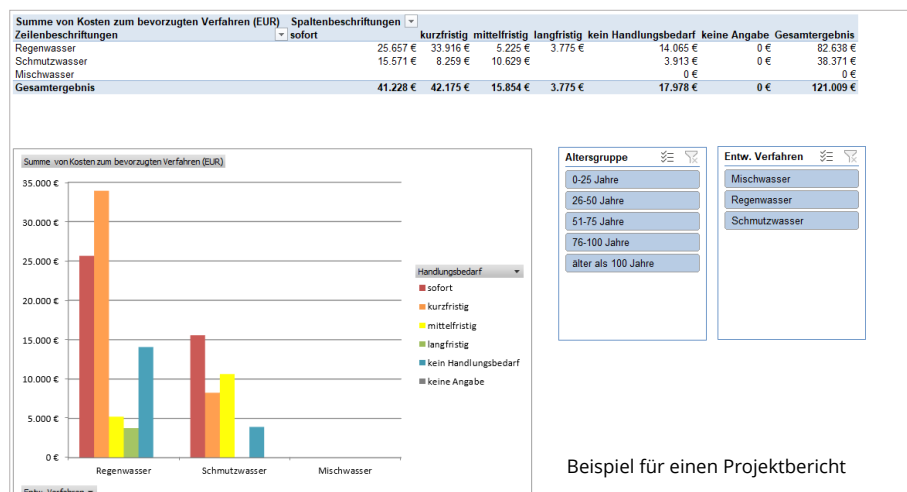 Summe von Kosten zum bevorzugten Verfahren (EUR) Spaltenbeschriftungen
Zeilenbeschriftungen sofort kurzfristig mittelfristig langfristig kein Handlungsbedarf keine Angabe Gesamtergebnis
Regenwasser 25.657 € 33.916 € 5.225 € 3.775 € 14.065 € 0 € 82.638 €
Schmutzwasser 15.571 € 8.259 € 10.629 € 3.913 € 0 € 38.371 €
Mischwasser 0 € 0 €
Gesamtergebnis 41.228 € 42.175 € 15.854 € 3.775 € 17.978 € 0 € 121.009 €
Summe von Kosten zum bevorzugten Verfahren (EUR)
35.000 €
30.000 €
25.000 €
20.000 €
15.000 €
10.000 €
5.000 €
0 €
Regenwasser Schmutzwasser Mischwasser
Entw. Verfahren
Handlungsbedarf
sofort
kurzfristig
mittelfristig
langfristig
kein Handlungsbedarf
keine Angabe
Altersgruppe
0-25 Jahre
26-50 Jahre
51-75 Jahre
76-100 Jahre
älter als 100 Jahre
Entw. Verfahren
Mischwasser
Regenwasser
Schmutzwasser
Beispiel für einen Projektbericht